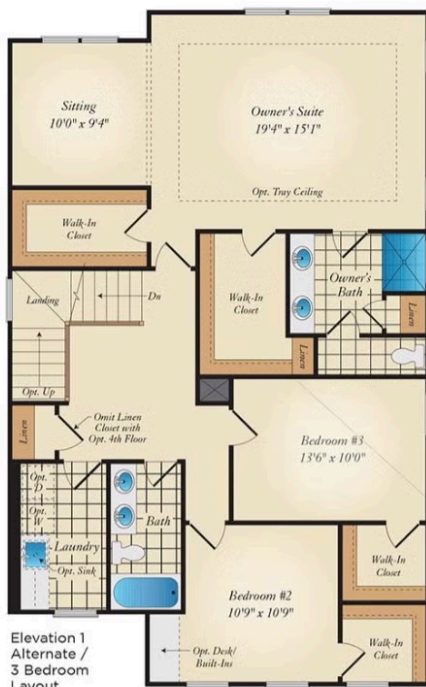 Sitting
10'0" x 9'4"
Owner's Suite
19'4" x 15'1"
Opt. Tray Ceiling
Walk-In
Closet
Landing
Dn
Opt. Up
Walk-In
Closet
Owner's
Bath
Linen
Linen
Linen
Omit Linen
Closet with
Opt. 4th Floor
Bedroom #3
13'6" x 10'0"
Opt.
D
Opt.
W
Laundry
Opt. Sink
Bath
Walk-In
Closet
Bedroom #2
10'9" x 10'9"
Opt. Desk/
Built-Ins
Walk-In
Closet
Elevation 1
Alternate /
3 Bedroom
Layout